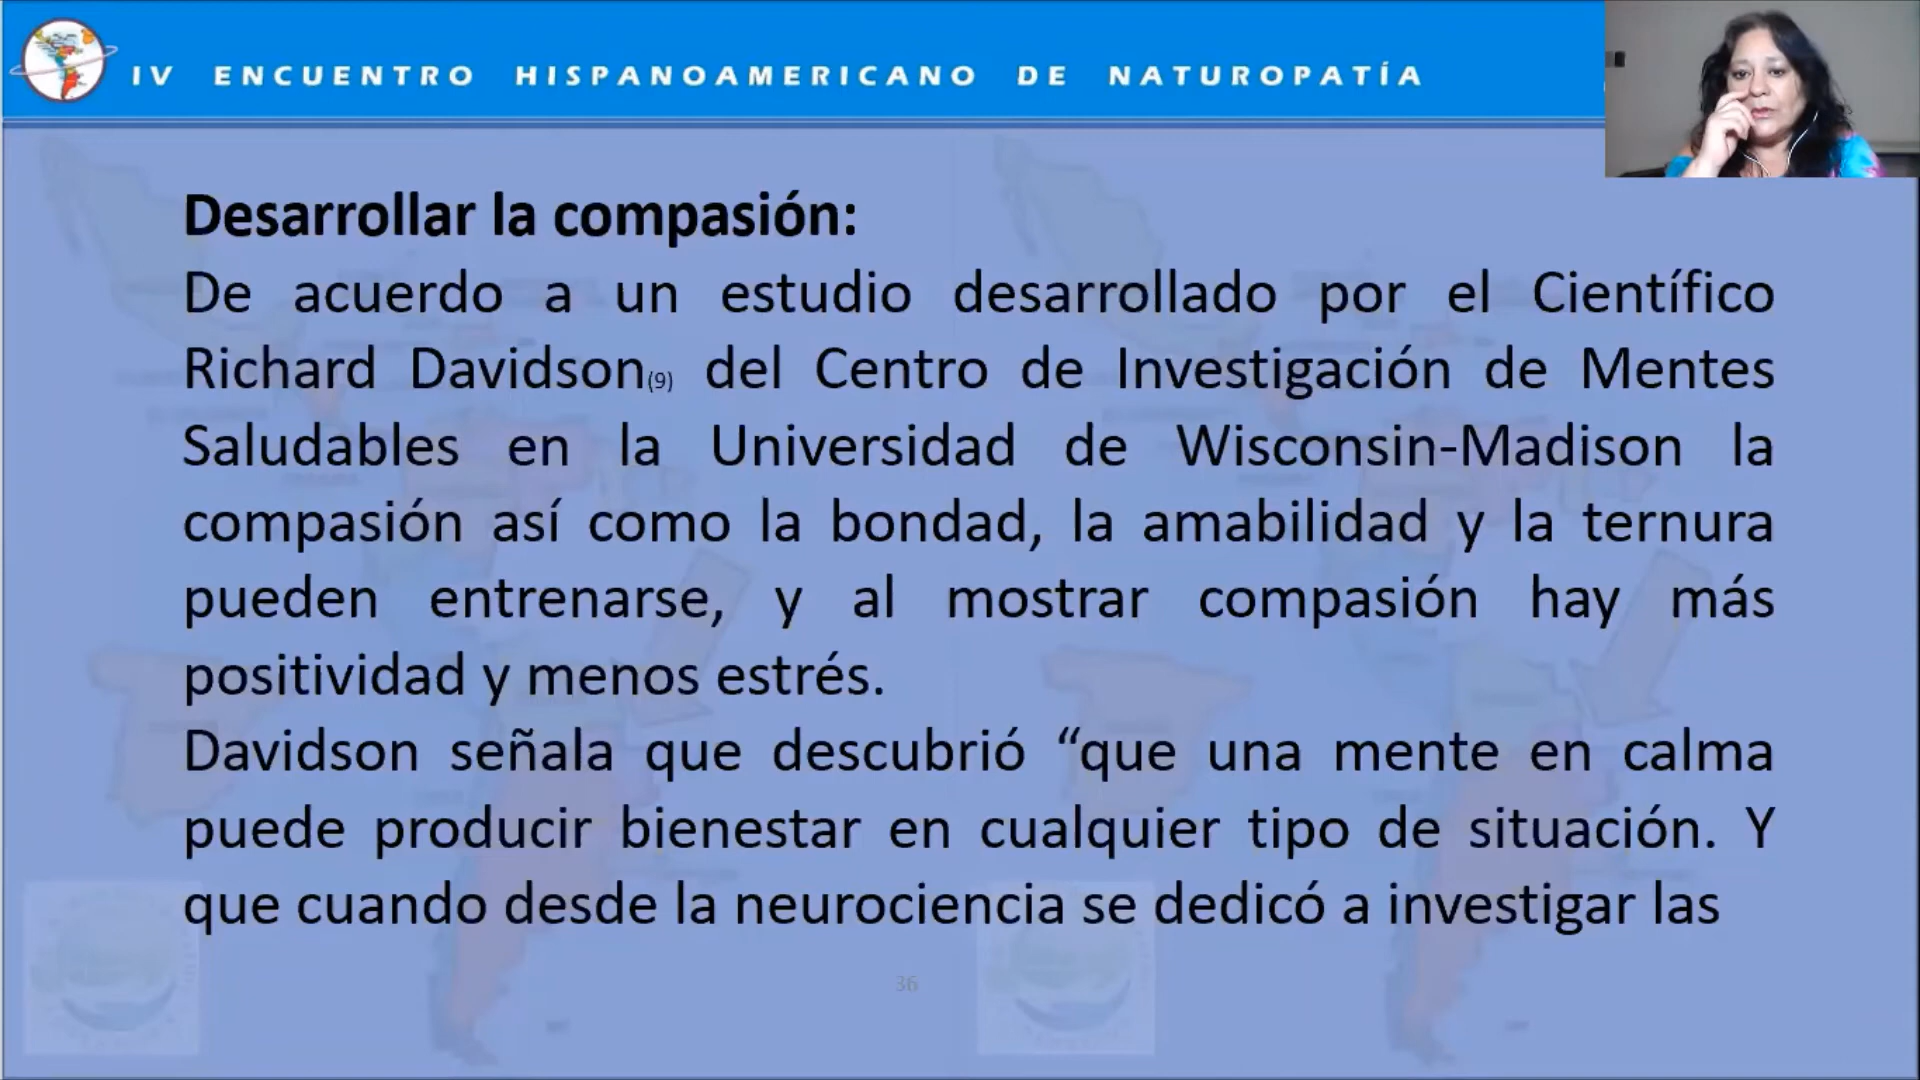 IV ENCUENTRO HISPANOAMERICANO DE NATUROPATÍA
Desarrollar la compasión:
De acuerdo a un estudio desarrollado por el Científico
Richard Davidson(9) del Centro de Investigación de Mentes
Saludables en la Universidad de Wisconsin-Madison la
compasión así como la bondad, la amabilidad y la ternura
pueden entrenarse, y al mostrar compasión hay más
positividad y menos estrés.
Davidson señala que descubrió “que una mente en calma
puede producir bienestar en cualquier tipo de situación. Y
que cuando desde la neurociencia se dedicó a investigar las
36